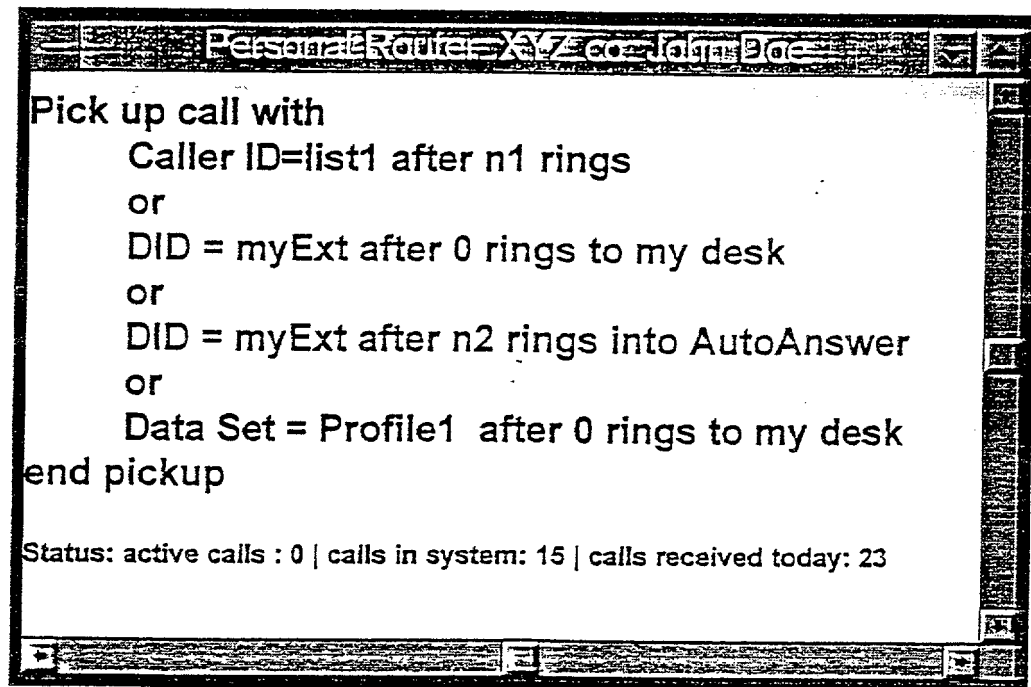 Personal Router XYZ co. John Doe
Pick up call with
Caller ID=list1 after n1 rings
or
DID = myExt after 0 rings to my desk
or
DID = myExt after n2 rings into AutoAnswer
or
Data Set = Profile1 after 0 rings to my desk
end pickup
Status: active calls : 0 | calls in system: 15 | calls received today: 23